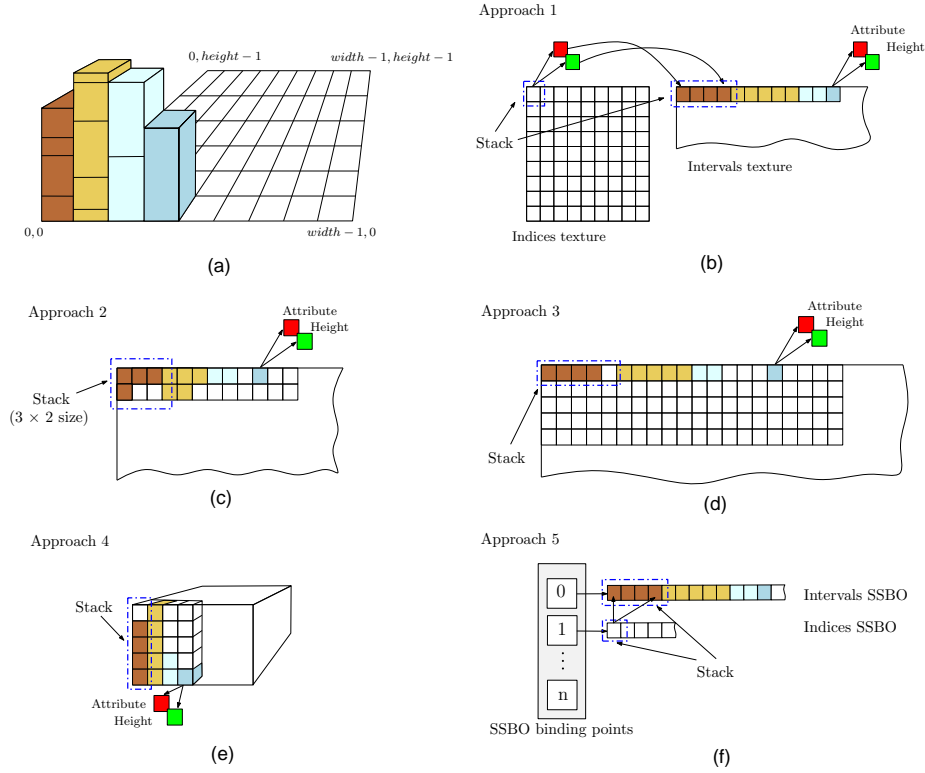 Approach 1
0, height−1
width−1, height−1
0, 0
width−1, 0
(a)
Attribute
Height
Stack
Intervals texture
Indices texture
(b)
Approach 2
Attribute
Height
Stack
(3 × 2 size)
(c)
Approach 3
Attribute
Height
Stack
(d)
Approach 4
Stack
Attribute
Height
(e)
Approach 5
0
Intervals SSBO
1
Indices SSBO
Stack
n
SSBO binding points
(f)